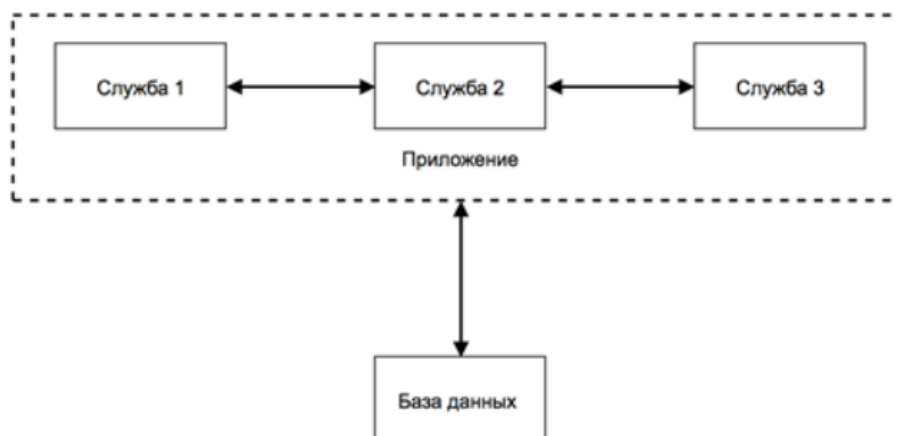 Служба 1
Служба 2
Служба 3
Приложение
База данных